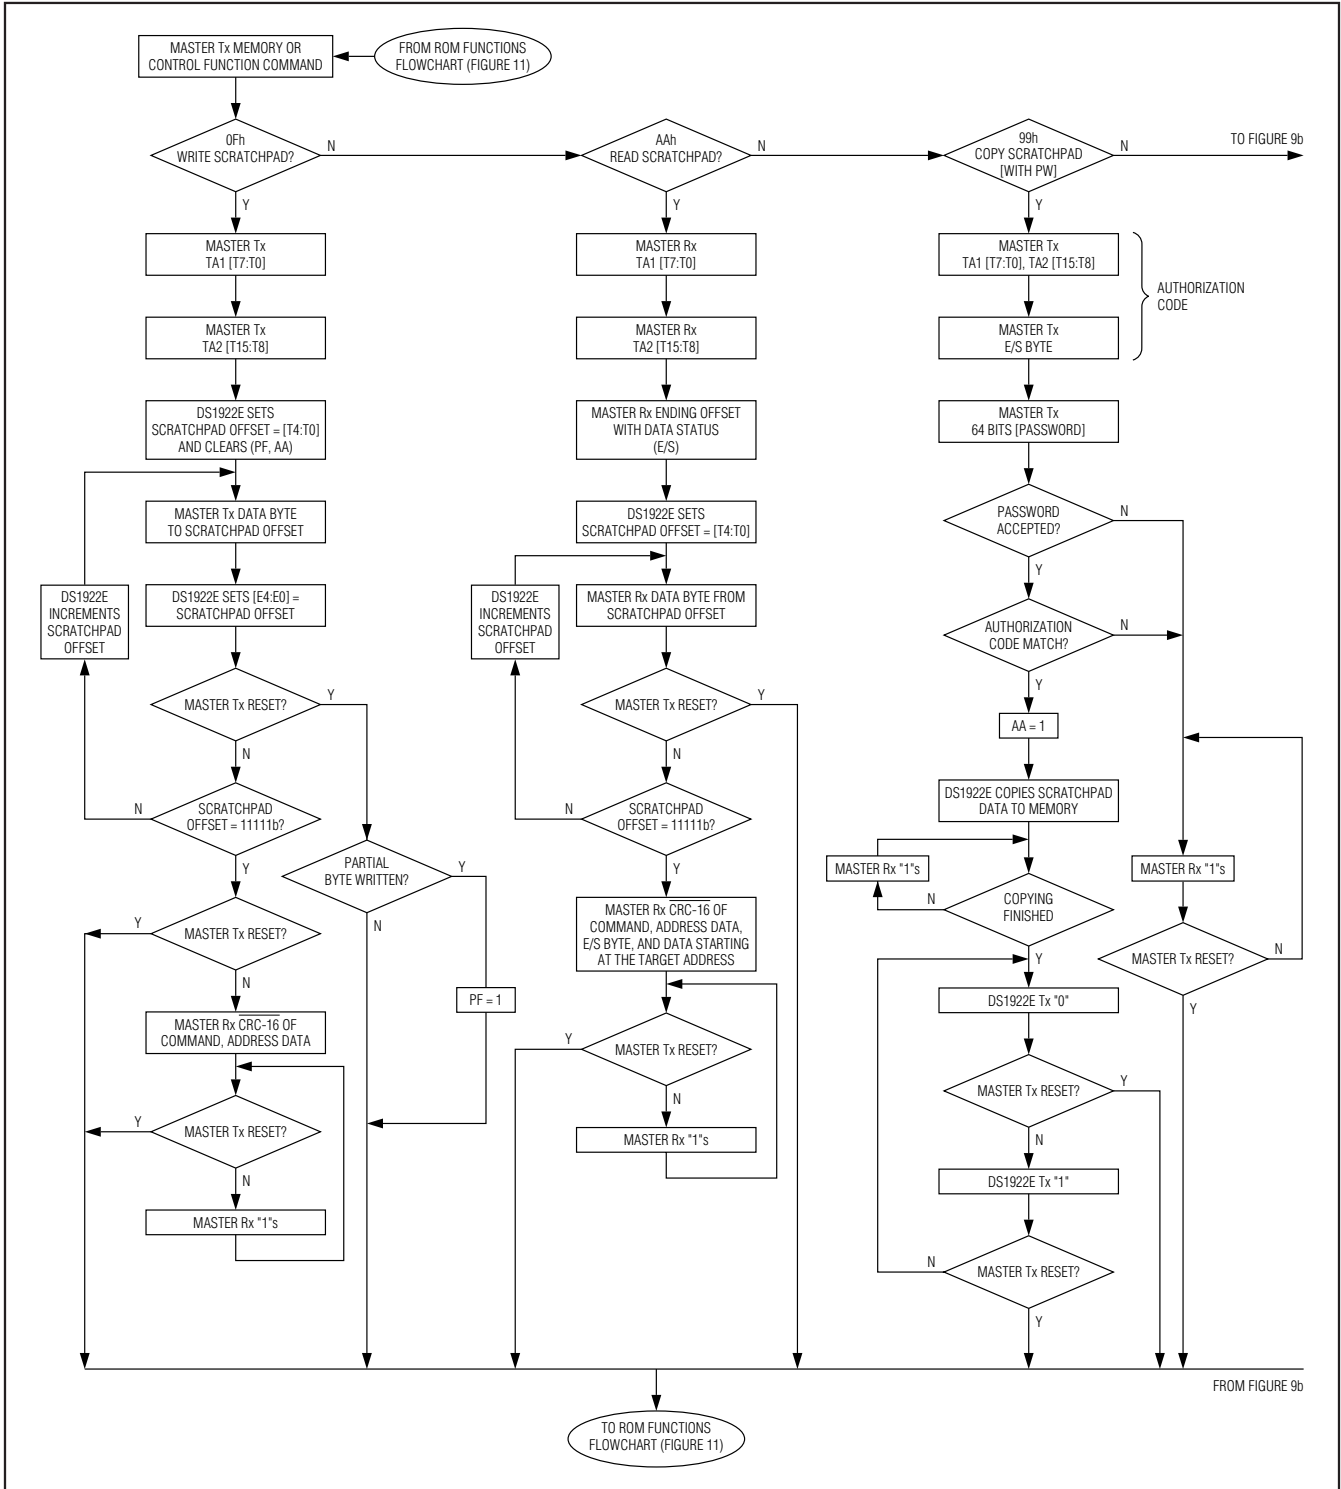 MASTER Tx MEMORY OR
CONTROL FUNCTION COMMAND
FROM ROM FUNCTIONS
FLOWCHART (FIGURE 11)
0Fh
WRITE SCRATCHPAD?
N
Y
MASTER Tx
TA1 [T7:T0]
MASTER Tx
TA2 [T15:T8]
DS1922E SETS
SCRATCHPAD OFFSET = [T4:T0]
AND CLEARS (PF, AA)
MASTER Tx DATA BYTE
TO SCRATCHPAD OFFSET
DS1922E
INCREMENTS
SCRATCHPAD
OFFSET
DS1922E SETS [E4:E0] =
SCRATCHPAD OFFSET
MASTER Tx RESET?
Y
N
SCRATCHPAD
OFFSET = 11111b?
N
Y
PARTIAL
BYTE WRITTEN?
Y
N
PF = 1
MASTER Tx RESET?
Y
N
MASTER Rx CRC-16 OF
COMMAND, ADDRESS DATA
MASTER Tx RESET?
Y
N
MASTER Rx "1"s
AAh
READ SCRATCHPAD?
N
Y
MASTER Rx
TA1 [T7:T0]
MASTER Rx
TA2 [T15:T8]
MASTER Rx ENDING OFFSET
WITH DATA STATUS
(E/S)
DS1922E SETS
SCRATCHPAD OFFSET = [T4:T0]
DS1922E
INCREMENTS
SCRATCHPAD
OFFSET
MASTER Rx DATA BYTE FROM
SCRATCHPAD OFFSET
MASTER Tx RESET?
Y
N
SCRATCHPAD
OFFSET = 11111b?
N
Y
MASTER Rx CRC-16 OF
COMMAND, ADDRESS DATA,
E/S BYTE, AND DATA STARTING
AT THE TARGET ADDRESS
MASTER Tx RESET?
Y
N
MASTER Rx "1"s
99h
COPY SCRATCHPAD
[WITH PW]
N
TO FIGURE 9b
Y
MASTER Tx
TA1 [T7:T0], TA2 [T15:T8]
MASTER Tx
E/S BYTE
AUTHORIZATION
CODE
MASTER Tx
64 BITS [PASSWORD]
PASSWORD
ACCEPTED?
N
Y
AUTHORIZATION
CODE MATCH?
N
Y
AA = 1
DS1922E COPIES SCRATCHPAD
DATA TO MEMORY
MASTER Rx "1"s
COPYING
FINISHED
N
Y
MASTER Rx "1"s
MASTER Tx RESET?
N
Y
DS1922E Tx "0"
MASTER Tx RESET?
Y
N
DS1922E Tx "1"
MASTER Tx RESET?
N
Y
FROM FIGURE 9b
TO ROM FUNCTIONS
FLOWCHART (FIGURE 11)